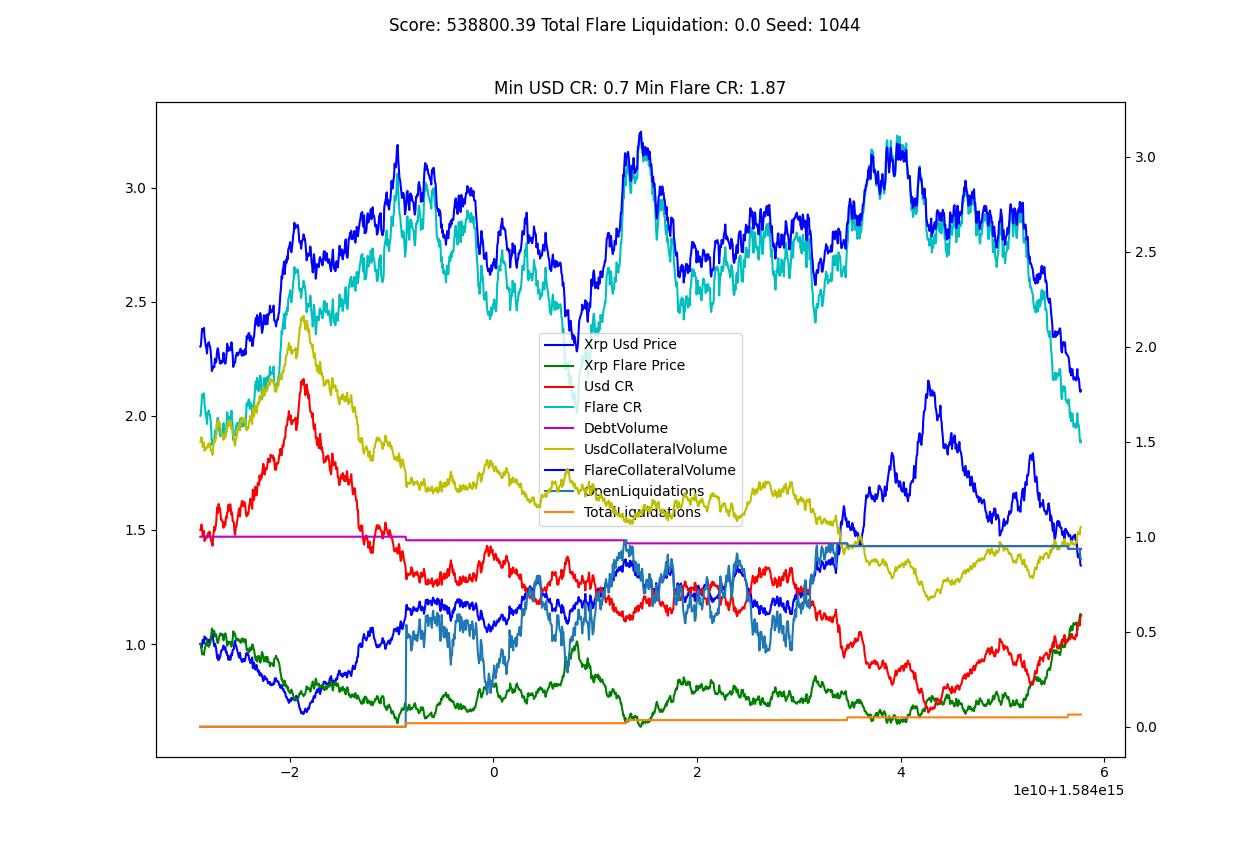 Score: 538800.39 Total Flare Liquidation: 0.0 Seed: 1044
Min USD CR: 0.7 Min Flare CR: 1.87
3.0
2.5
2.0
1.5
1.0
3.0
2.5
2.0
1.5
1.0
0.5
0.0
Xrp Usd Price
Xrp Flare Price
Usd CR
Flare CR
DebtVolume
UsdCollateralVolume
FlareCollateralVolume
OpenLiquidations
TotalLiquidations
−2 0 2 4 6
1e10+1.584e15